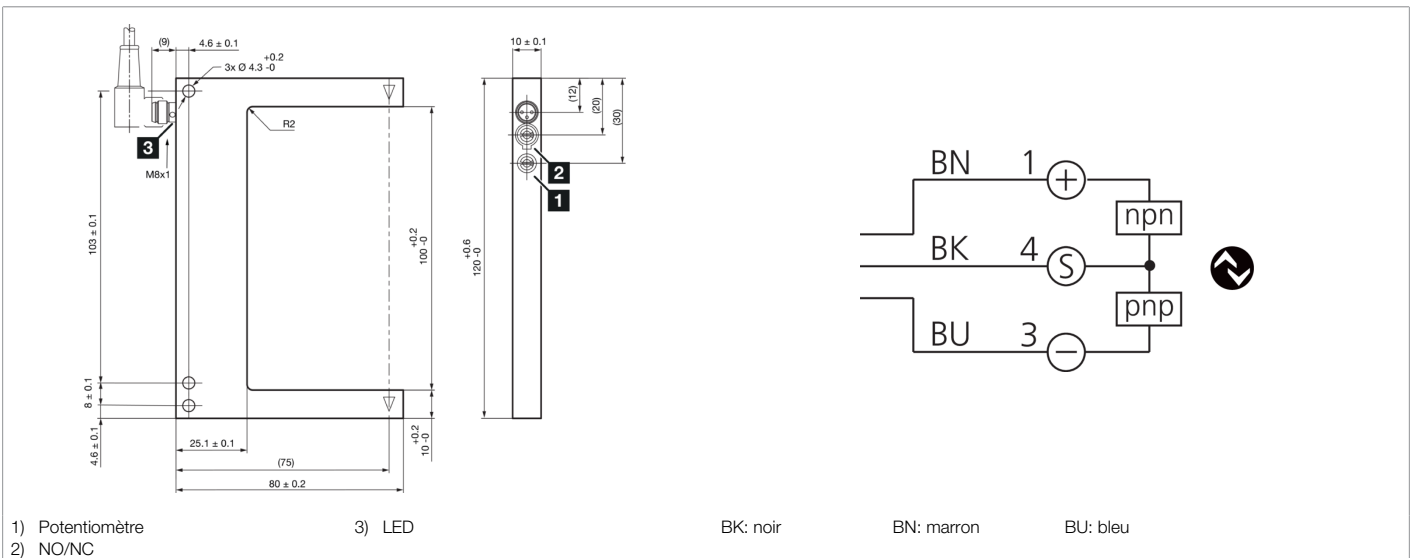 (9)
4.6 ± 0.1
+0.2
3x Ø 4.3 -0
R2
3
M8x1
103 ± 0.1
8 ± 0.1
4.6 ± 0.1
25.1 ± 0.1
(75)
80 ± 0.2
+0.2
100 -0
+0.2
10 -0
10 ± 0.1
(12)
(20)
(30)
2
1
+0.6
120 -0
BN 1 +
npn
BK 4 S
pnp
BU 3 −
1) Potentiomètre 3) LED BK: noir BN: marron BU: bleu
2) NO/NC